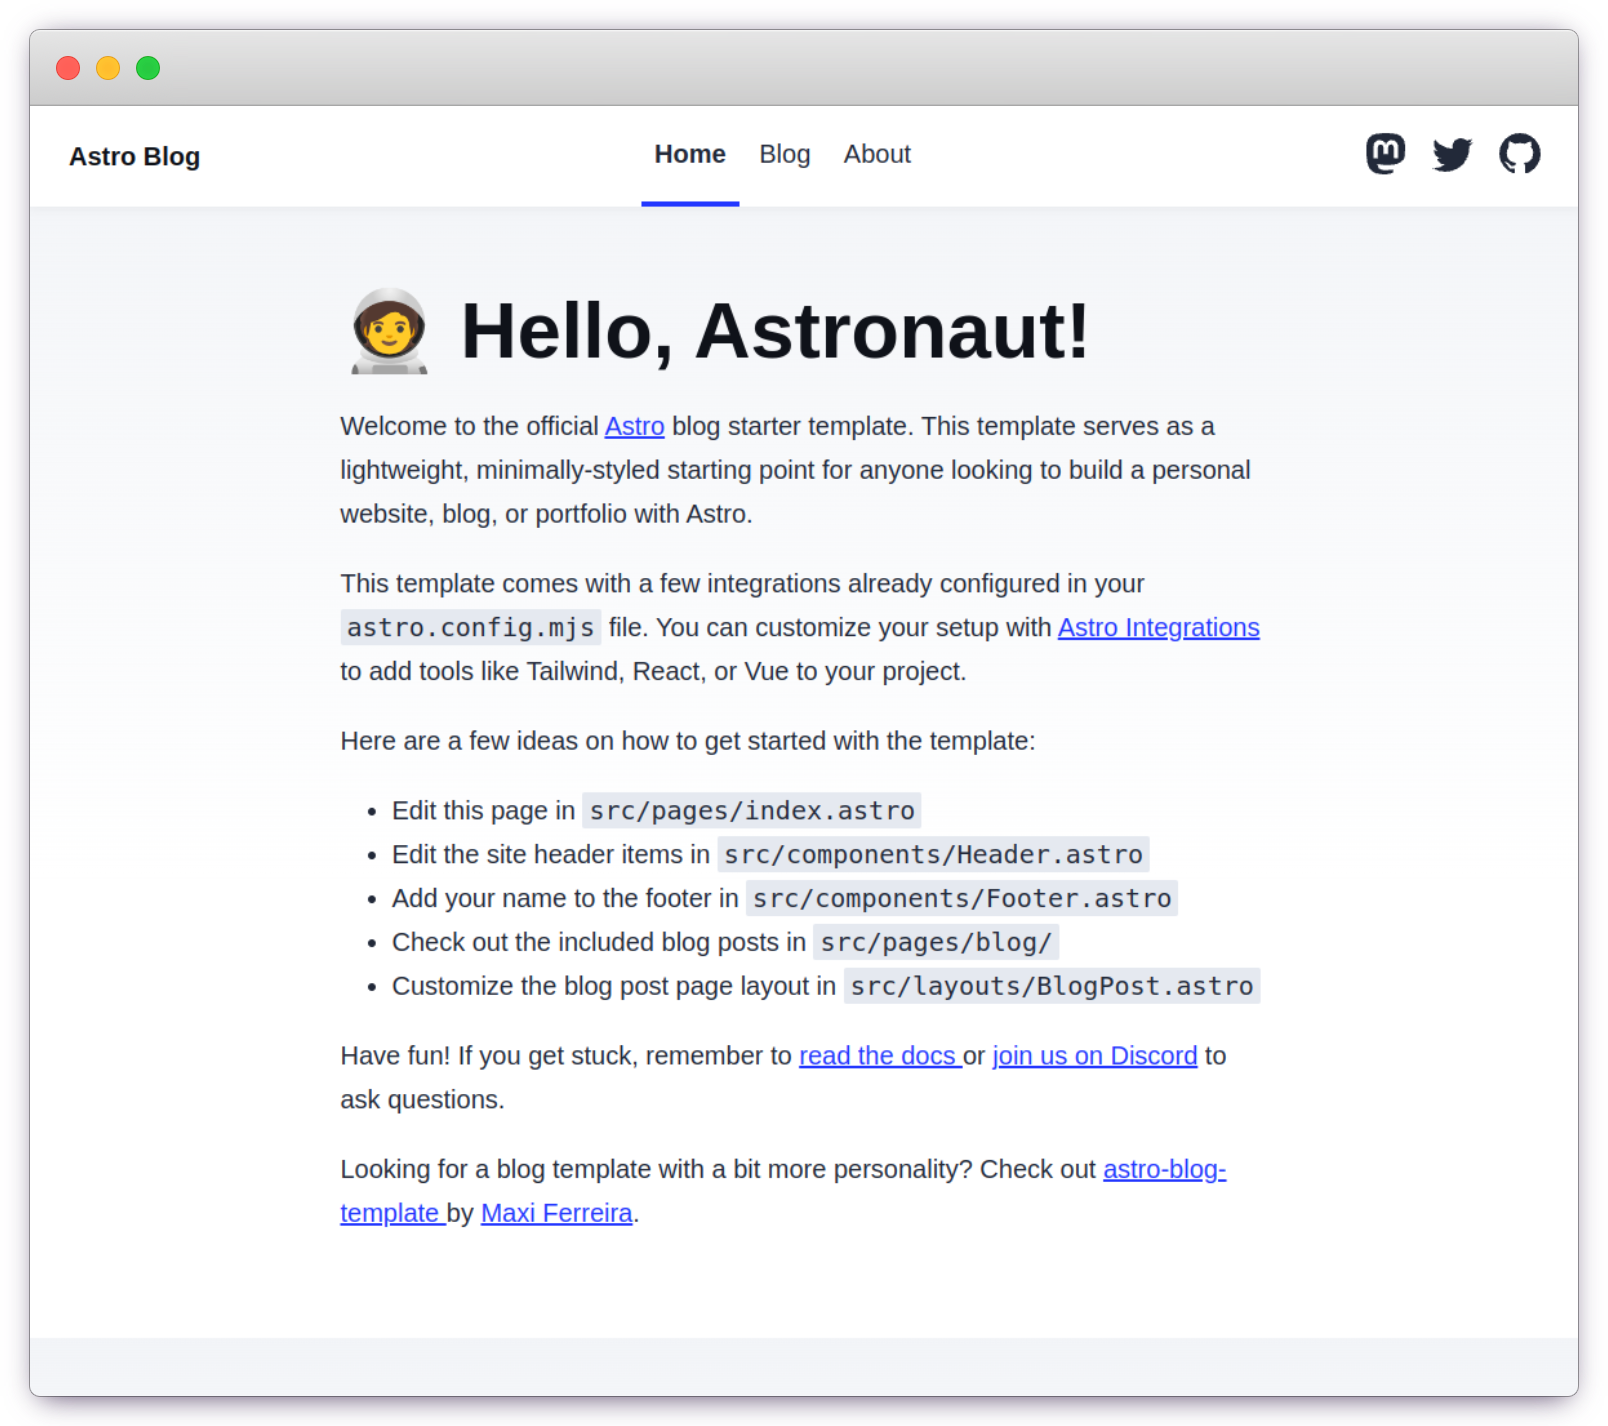 Astro Blog
Home Blog About
🧑‍🚀 Hello, Astronaut!
Welcome to the official Astro blog starter template. This template serves as a
lightweight, minimally-styled starting point for anyone looking to build a personal
website, blog, or portfolio with Astro.
This template comes with a few integrations already configured in your
astro.config.mjs file. You can customize your setup with Astro Integrations
to add tools like Tailwind, React, or Vue to your project.
Here are a few ideas on how to get started with the template:
• Edit this page in src/pages/index.astro
• Edit the site header items in src/components/Header.astro
• Add your name to the footer in src/components/Footer.astro
• Check out the included blog posts in src/pages/blog/
• Customize the blog post page layout in src/layouts/BlogPost.astro
Have fun! If you get stuck, remember to read the docs or join us on Discord to
ask questions.
Looking for a blog template with a bit more personality? Check out astro-blog-
template by Maxi Ferreira.